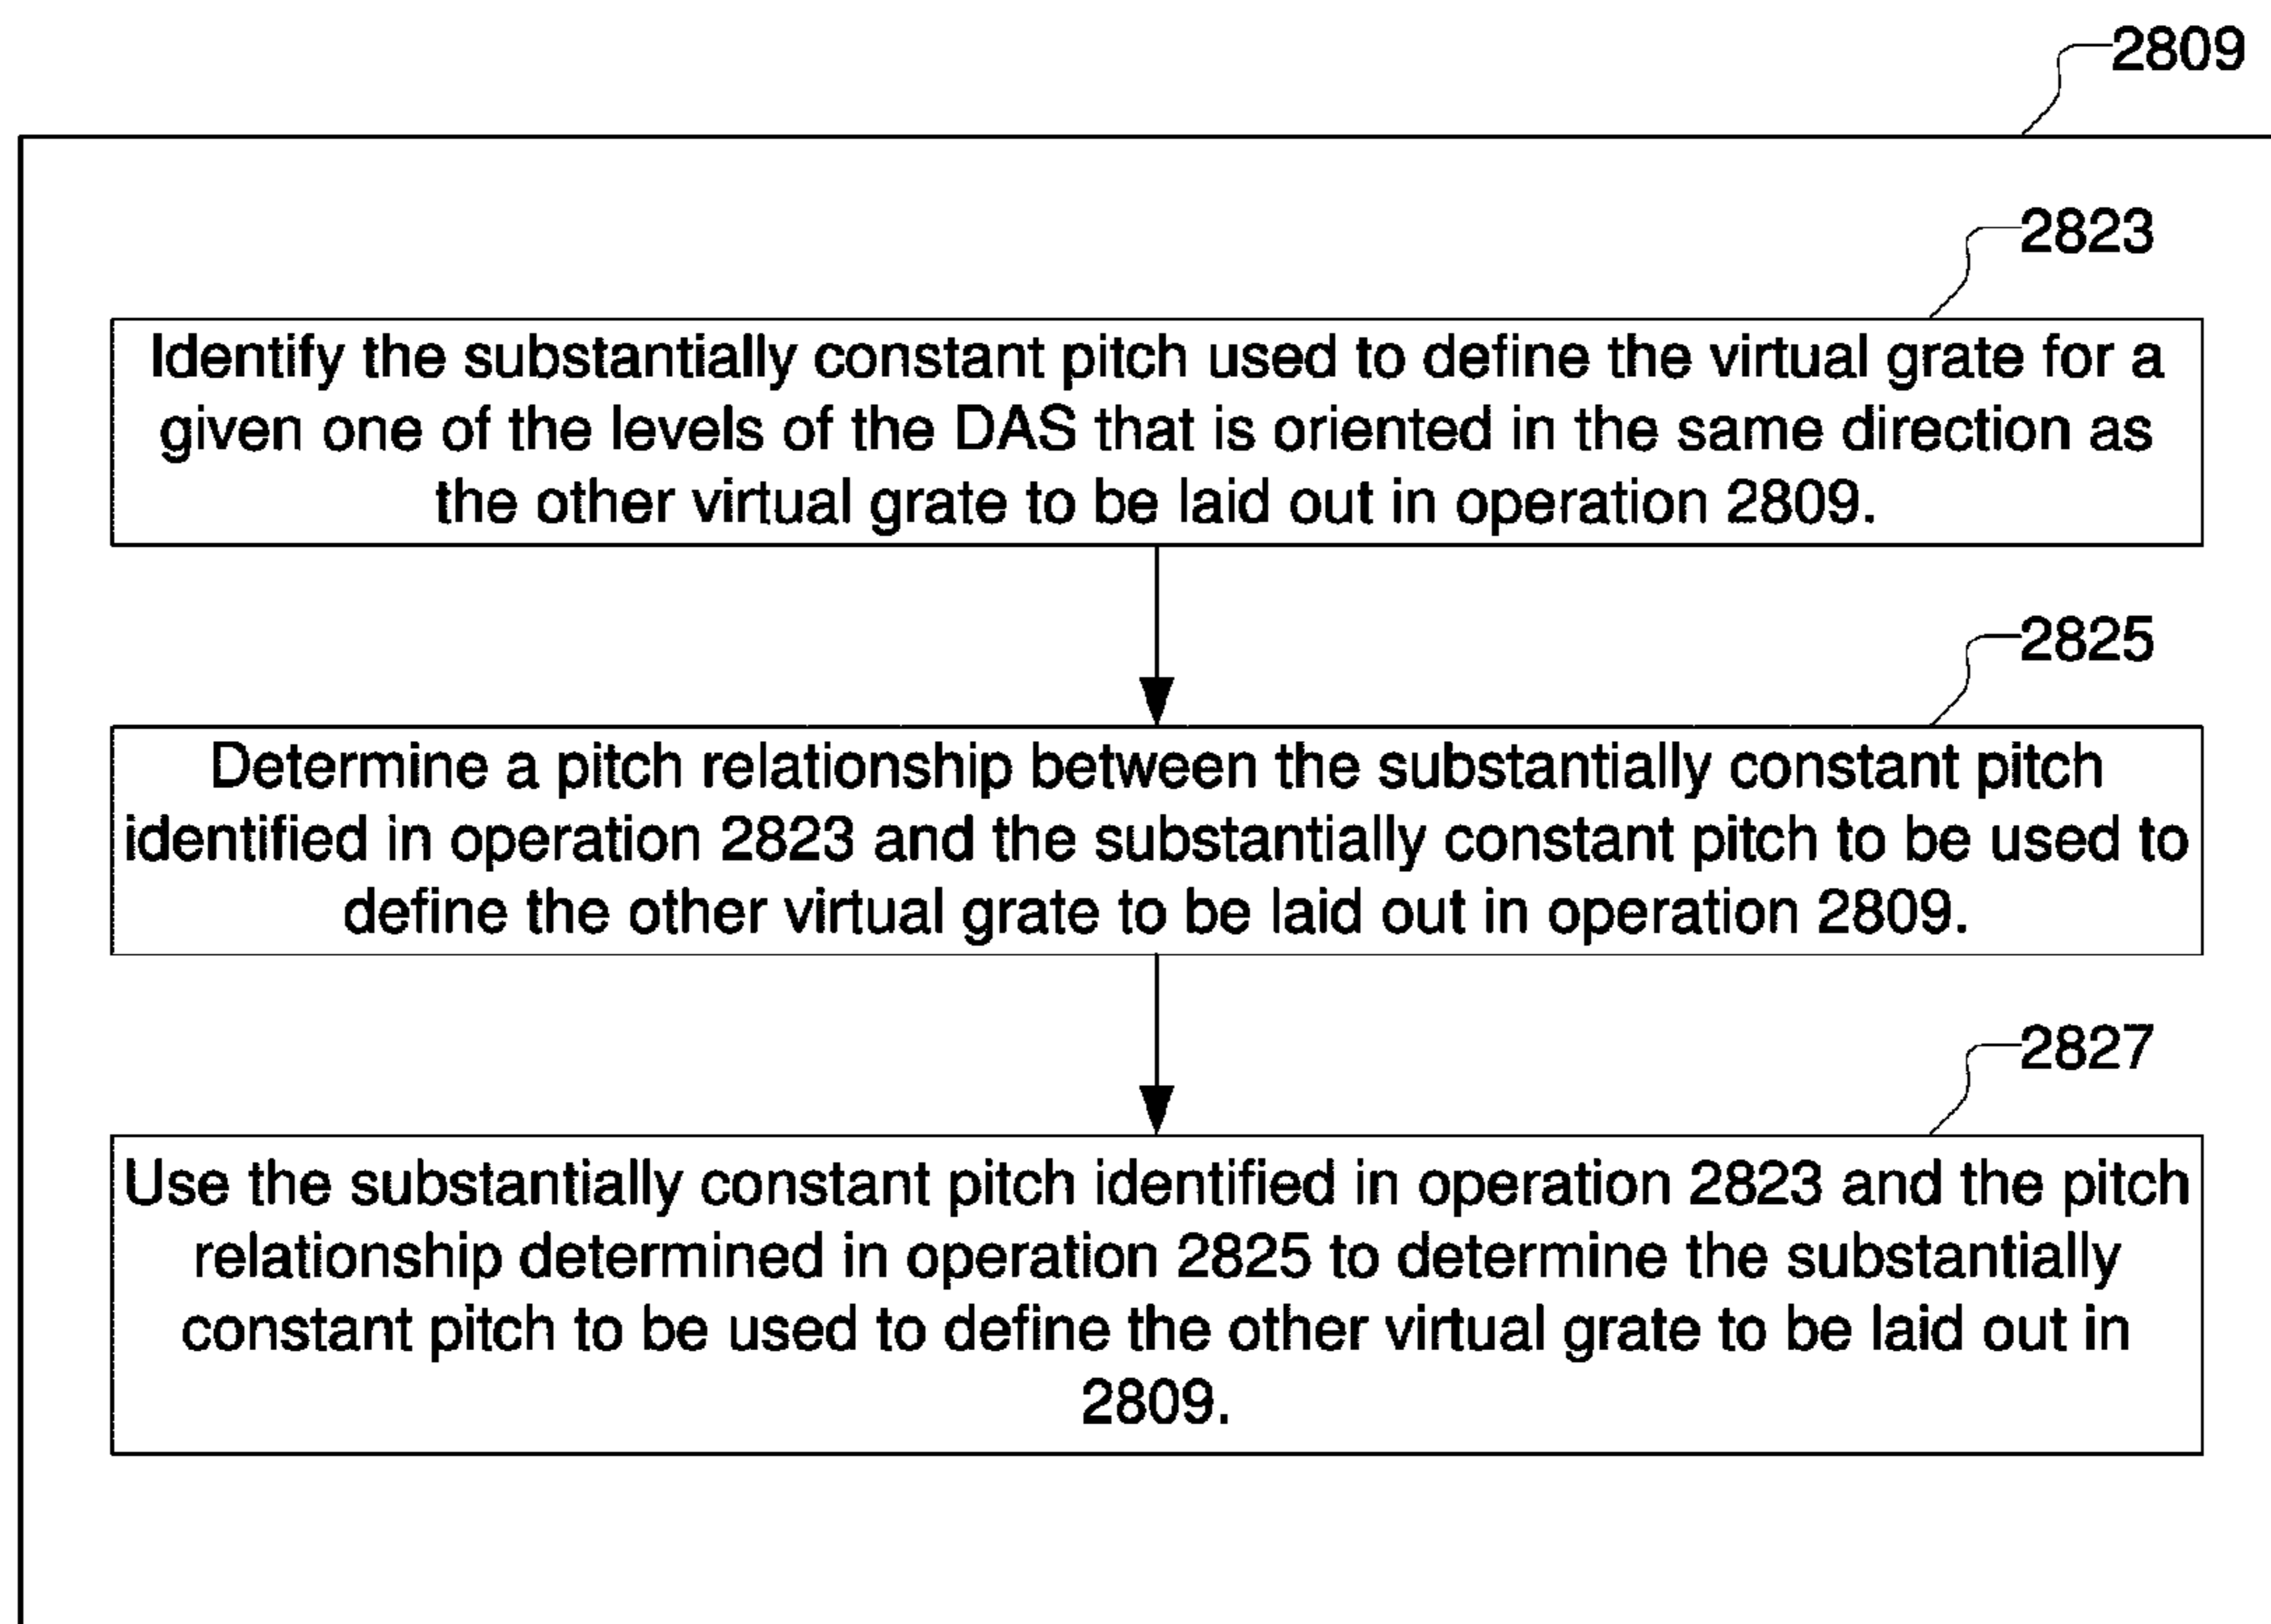 2809
2823
Identify the substantially constant pitch used to define the virtual grate for a
given one of the levels of the DAS that is oriented in the same direction as
the other virtual grate to be laid out in operation 2809.
2825
Determine a pitch relationship between the substantially constant pitch
identified in operation 2823 and the substantially constant pitch to be used to
define the other virtual grate to be laid out in operation 2809.
2827
Use the substantially constant pitch identified in operation 2823 and the pitch
relationship determined in operation 2825 to determine the substantially
constant pitch to be used to define the other virtual grate to be laid out in
2809.